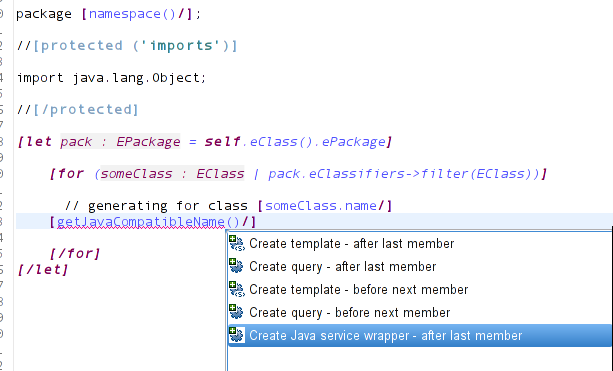 package [namespace()/];
//[protected ('imports')]
import java.lang.Object;
//[/protected]
[let pack : EPackage = self.eClass().ePackage]
[for (someClass : EClass | pack.eClassifiers->filter(EClass))]
// generating for class [someClass.name/]
[getJavaCompatibleName()/]
[/for]
[/let]
Create template - after last member
Create query - after last member
Create template - before next member
Create query - before next member
Create Java service wrapper - after last member